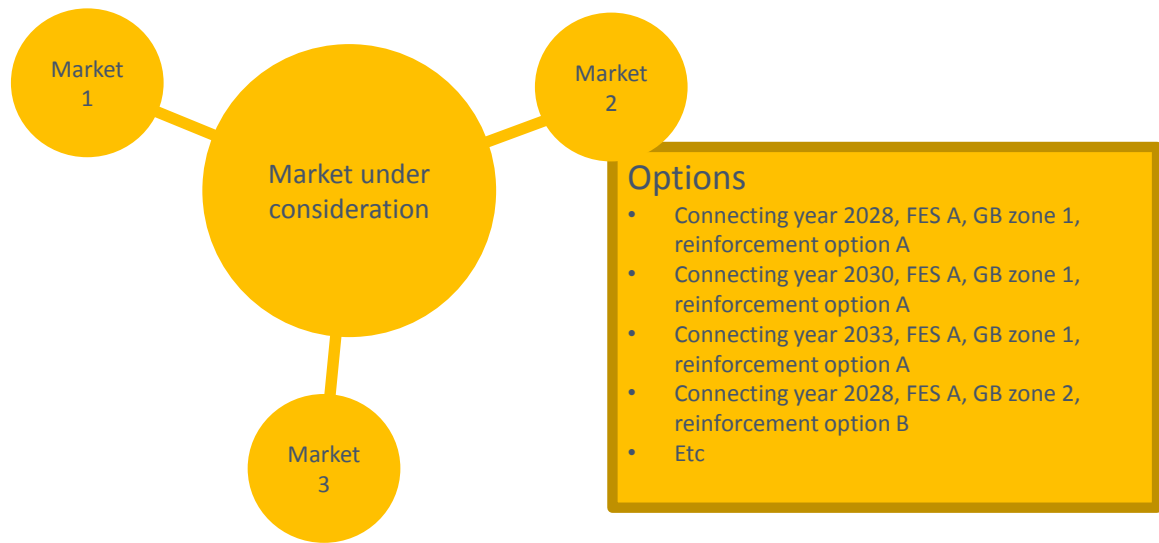 Market
1
Market
2
Market under
consideration
Options
• Connecting year 2028, FES A, GB zone 1,
reinforcement option A
• Connecting year 2030, FES A, GB zone 1,
reinforcement option A
• Connecting year 2033, FES A, GB zone 1,
reinforcement option A
• Connecting year 2028, FES A, GB zone 2,
reinforcement option B
• Etc
Market
3